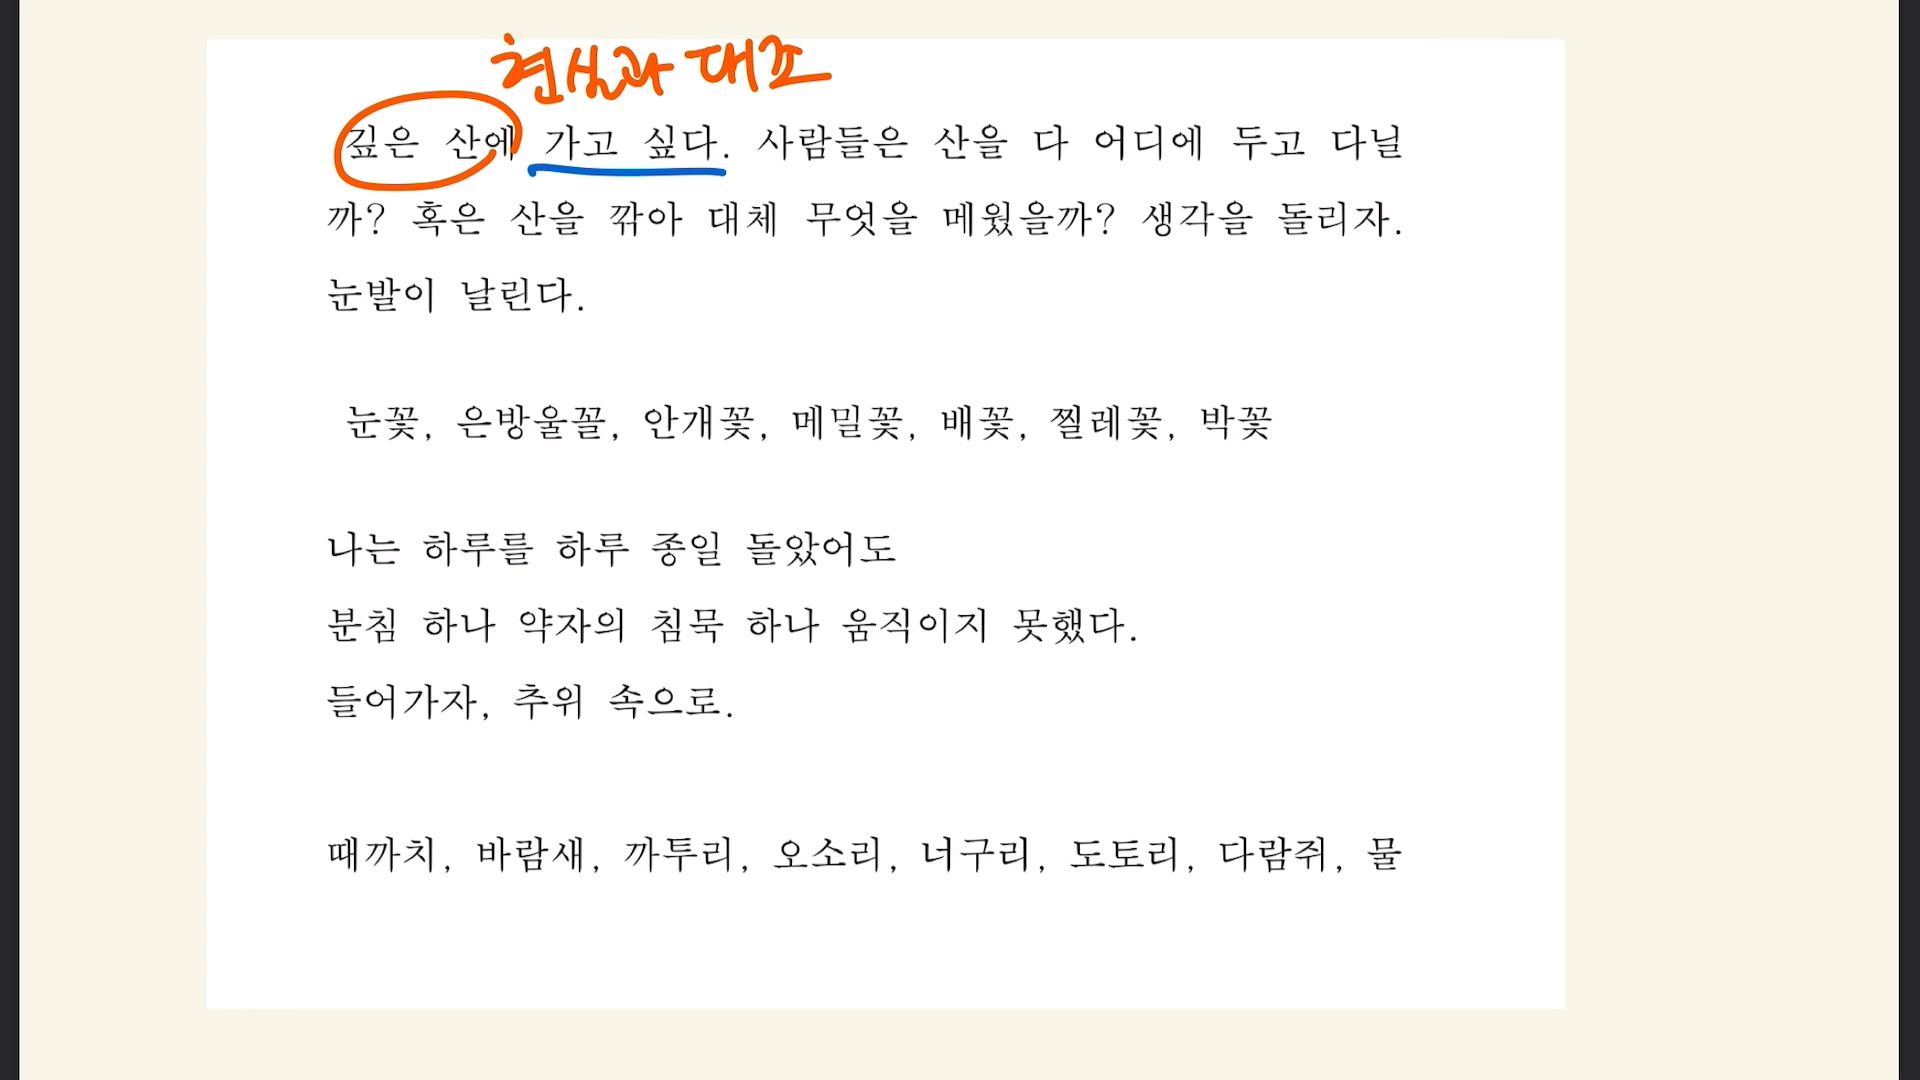 현실과 대조
깊은 산에 가고 싶다. 사람들은 산을 다 어디에 두고 다닐
까? 혹은 산을 깎아 대체 무엇을 메웠을까? 생각을 돌리자.
눈발이 날린다.
눈꽃, 은방울꼴, 안개꽃, 메밀꽃, 배꽃, 찔레꽃, 박꽃
나는 하루를 하루 종일 돌았어도
분침 하나 약자의 침묵 하나 움직이지 못했다.
들어가자, 추위 속으로.
때까치, 바람새, 까투리, 오소리, 너구리, 도토리, 다람쥐, 물